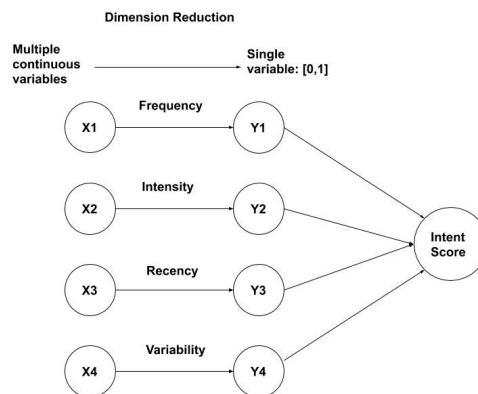 Dimension Reduction
Multiple
continuous
variables
Single
variable: [0,1]
X1
Frequency
Y1
X2
Intensity
Y2
Intent
Score
X3
Recency
Y3
X4
Variability
Y4